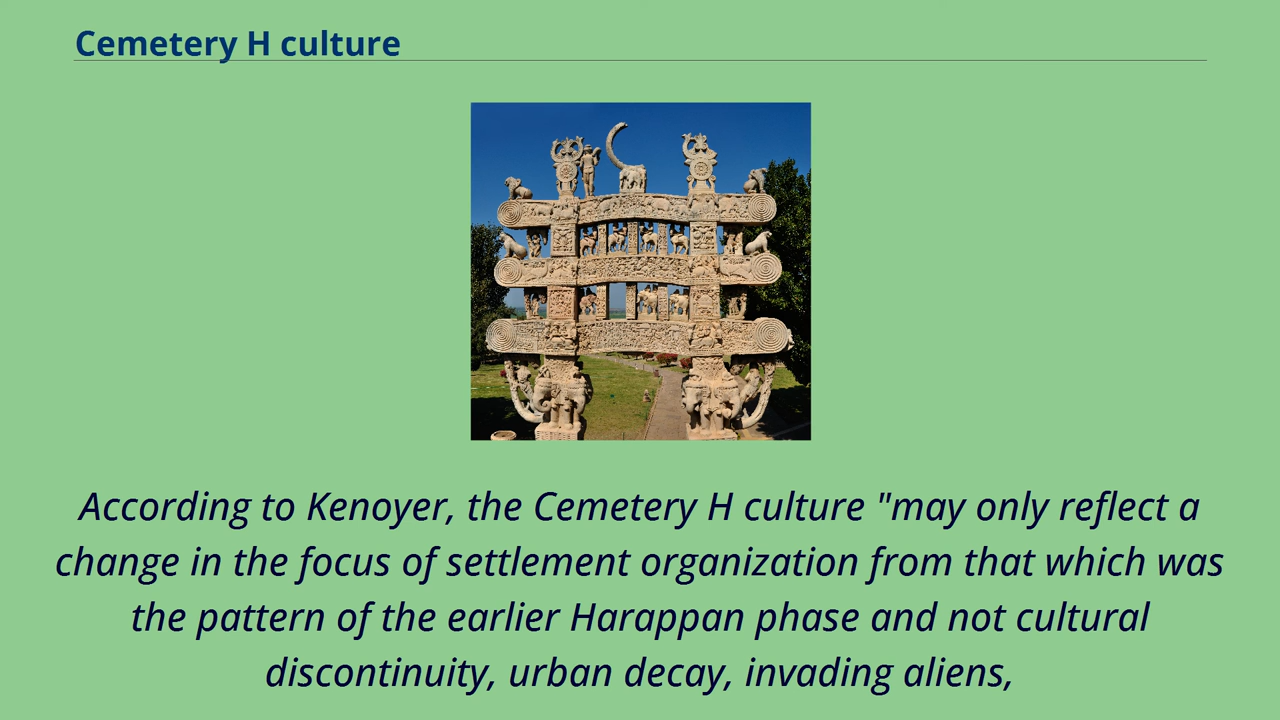 Cemetery H culture
According to Kenoyer, the Cemetery H culture "may only reflect a
change in the focus of settlement organization from that which was
the pattern of the earlier Harappan phase and not cultural
discontinuity, urban decay, invading aliens,